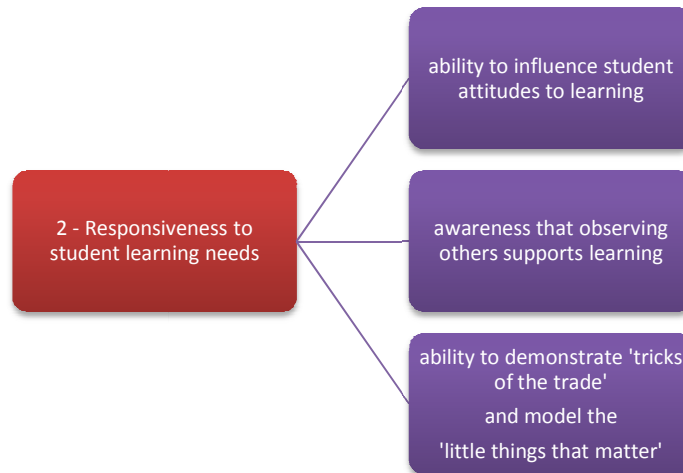 ability to influence student
attitudes to learning
2 - Responsiveness to
student learning needs
awareness that observing
others supports learning
ability to demonstrate 'tricks
of the trade'
and model the
'little things that matter'